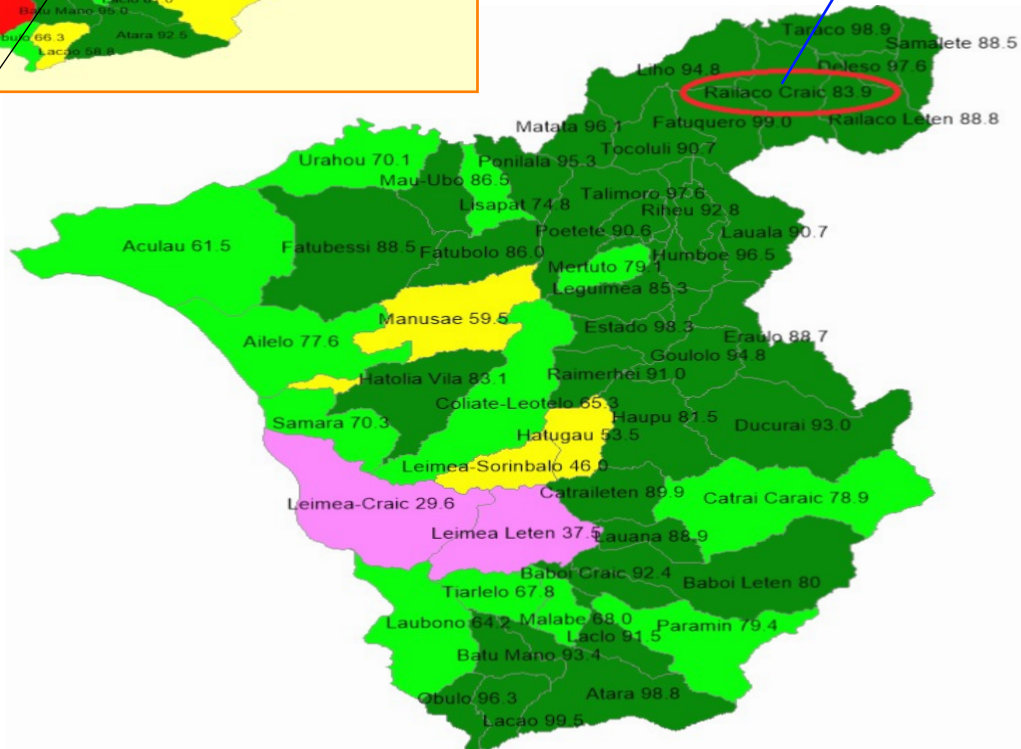 Batu Mano 95.0
66.3
Atara 92.5
Lacao 58.8
Taraco 98.9
Samalete 88.5
Liho 94.8
Deleso 97.6
Railaco Craic 83.9
Matata 96.1
Fatuquero 99.0
Railaco Leten 88.8
Tocoluli 90.7
Urahou 70.1
Ponilala 95.3
Mau-Ubo 86.5
Talimoro 97.6
Lisapat 74.8
Riheu 92.8
Poetete 90.6
Lauala 90.7
Aculau 61.5
Fatubessi 88.5
Fatubolo 86.0
Humboe 96.5
Mertuto 79.1
Leguimea 85.3
Manusae 59.5
Estado 98.3
Eraulo 88.7
Ailelo 77.6
Goulolo 94.8
Hatolia Vila 83.1
Raimerhei 91.0
Coliate-Leotelo 65.3
Samara 70.3
Haupu 81.5
Ducurai 93.0
Hatugau 53.5
Leimea-Sorinbalo 46.0
Catraileten 89.9
Catrai Caraic 78.9
Leimea-Craic 29.6
Leimea Leten 37.5
Lauana 88.9
Baboi Craic 92.4
Baboi Leten 80
Tiarlelo 67.8
Laubono 64.2
Malabe 68.0
Paramin 79.4
Laclo 91.5
Batu Mano 93.4
Obulo 96.3
Atara 98.8
Lacao 99.5